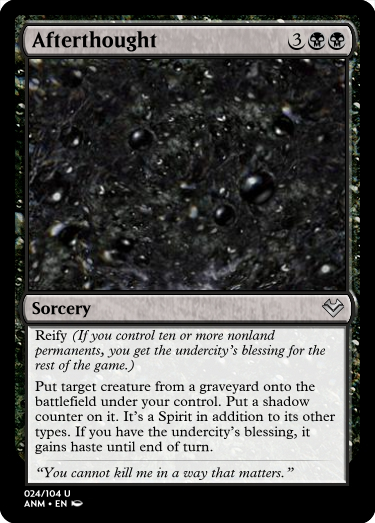 Afterthought 3
Sorcery
Reify (If you control ten or more nonland
permanents, you get the undercity's blessing for the
rest of the game.)
Put target creature from a graveyard onto the
battlefield under your control. Put a shadow
counter on it. It's a Spirit in addition to its other
types. If you have the undercity's blessing, it
gains haste until end of turn.
"You cannot kill me in a way that matters."
024/104 U
ANM • EN